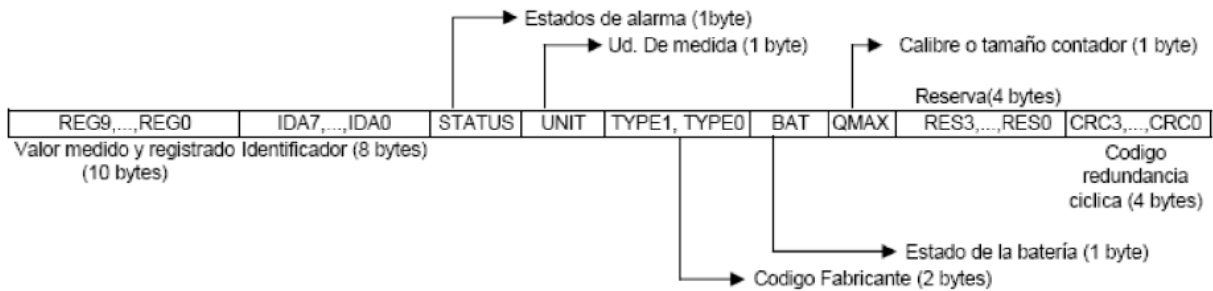 Estados de alarma (1byte)
Ud. De medida (1 byte)
Calibre o tamaño contador (1 byte)
Reserva(4 bytes)
REG9,...,REG0 IDA7,...,IDA0 STATUS UNIT TYPE1, TYPE0 BAT QMAX RES3,...,RES0 CRC3,...,CRC0
Valor medido y registrado
(10 bytes)
Identificador (8 bytes)
Codigo
redundancia
ciclica (4 bytes)
Estado de la batería (1 byte)
Codigo Fabricante (2 bytes)